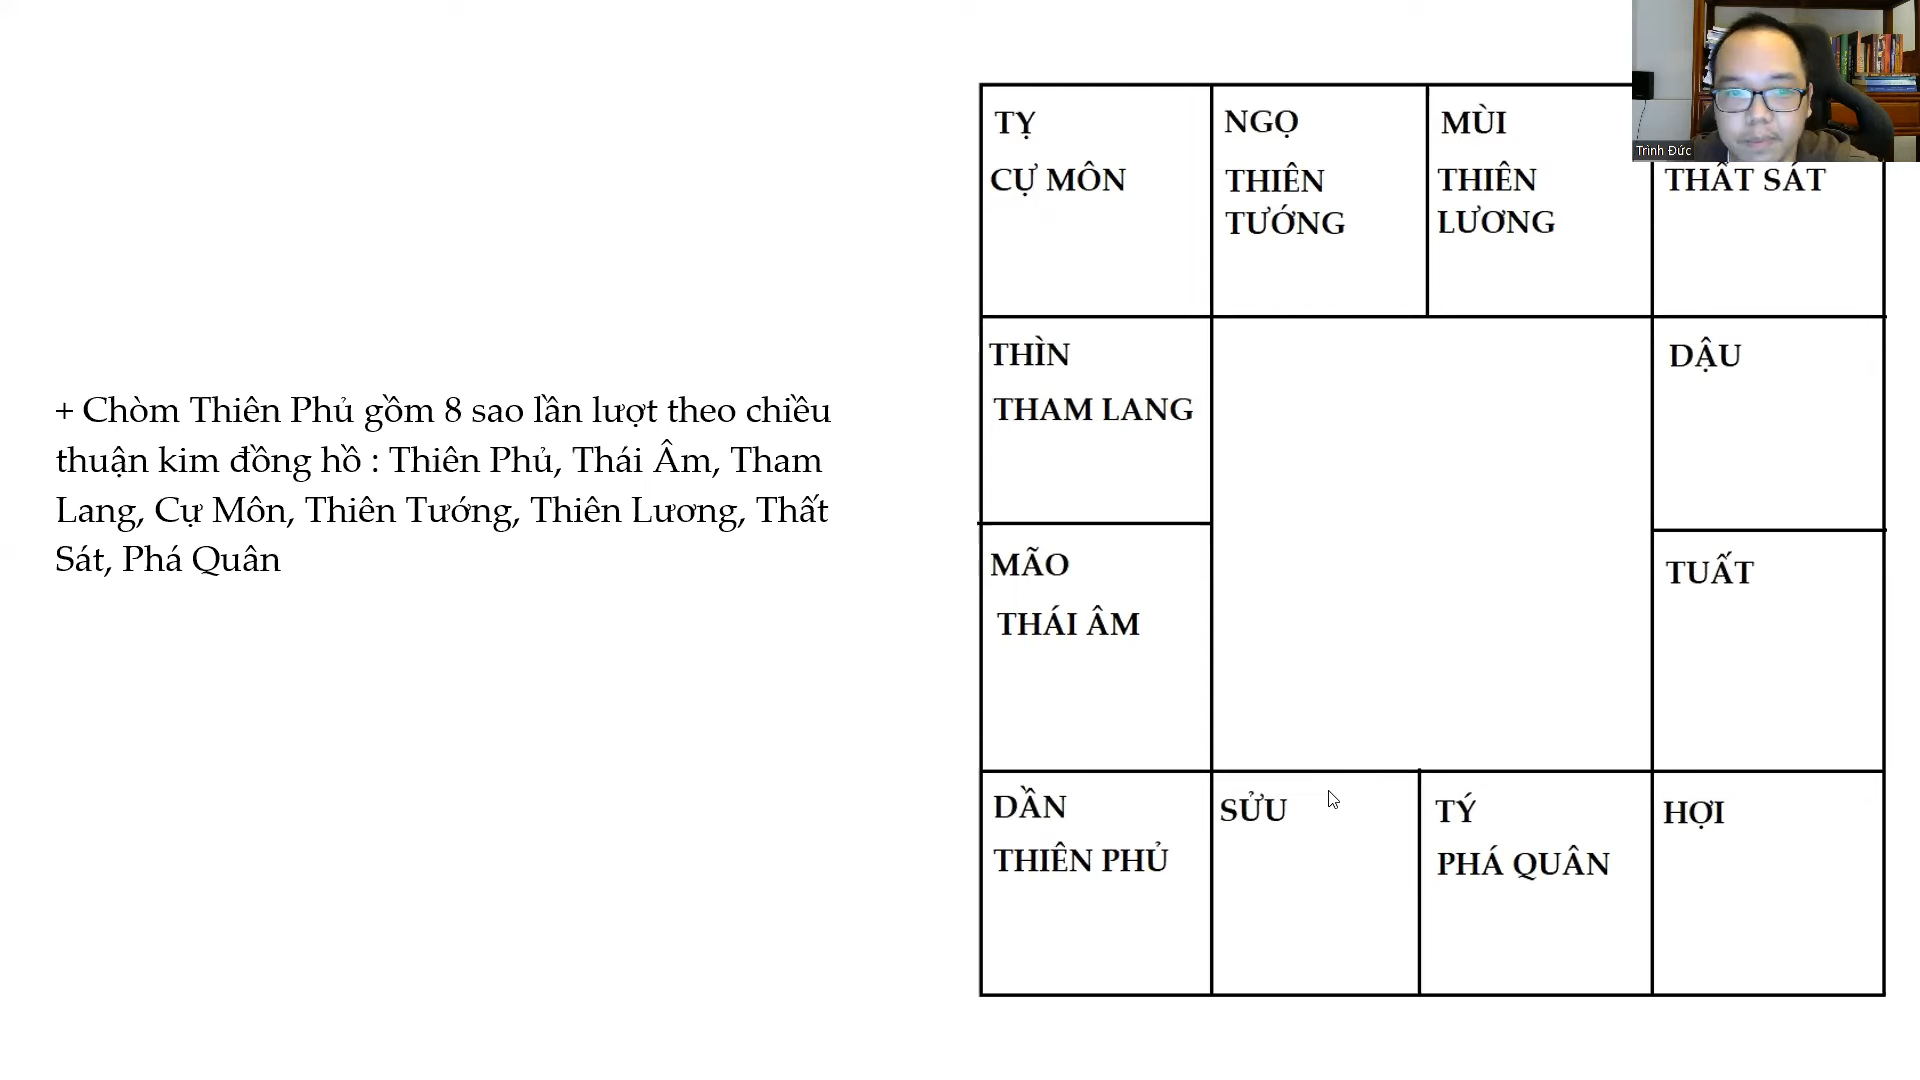 + Chòm Thiên Phủ gồm 8 sao lần lượt theo chiều
thuận kim đồng hồ : Thiên Phủ, Thái Âm, Tham
Lang, Cự Môn, Thiên Tướng, Thiên Lương, Thất
Sát, Phá Quân
TỴ
CỰ MÔN
NGỌ
THIÊN
TƯỚNG
MÙI
THIÊN
LƯƠNG
Trình Đức
THẤT SÁT
THÌN
THAM LANG
DẬU
MÃO
THÁI ÂM
TUẤT
DẦN
THIÊN PHỦ
SỬU
TÝ
PHÁ QUÂN
HỢI